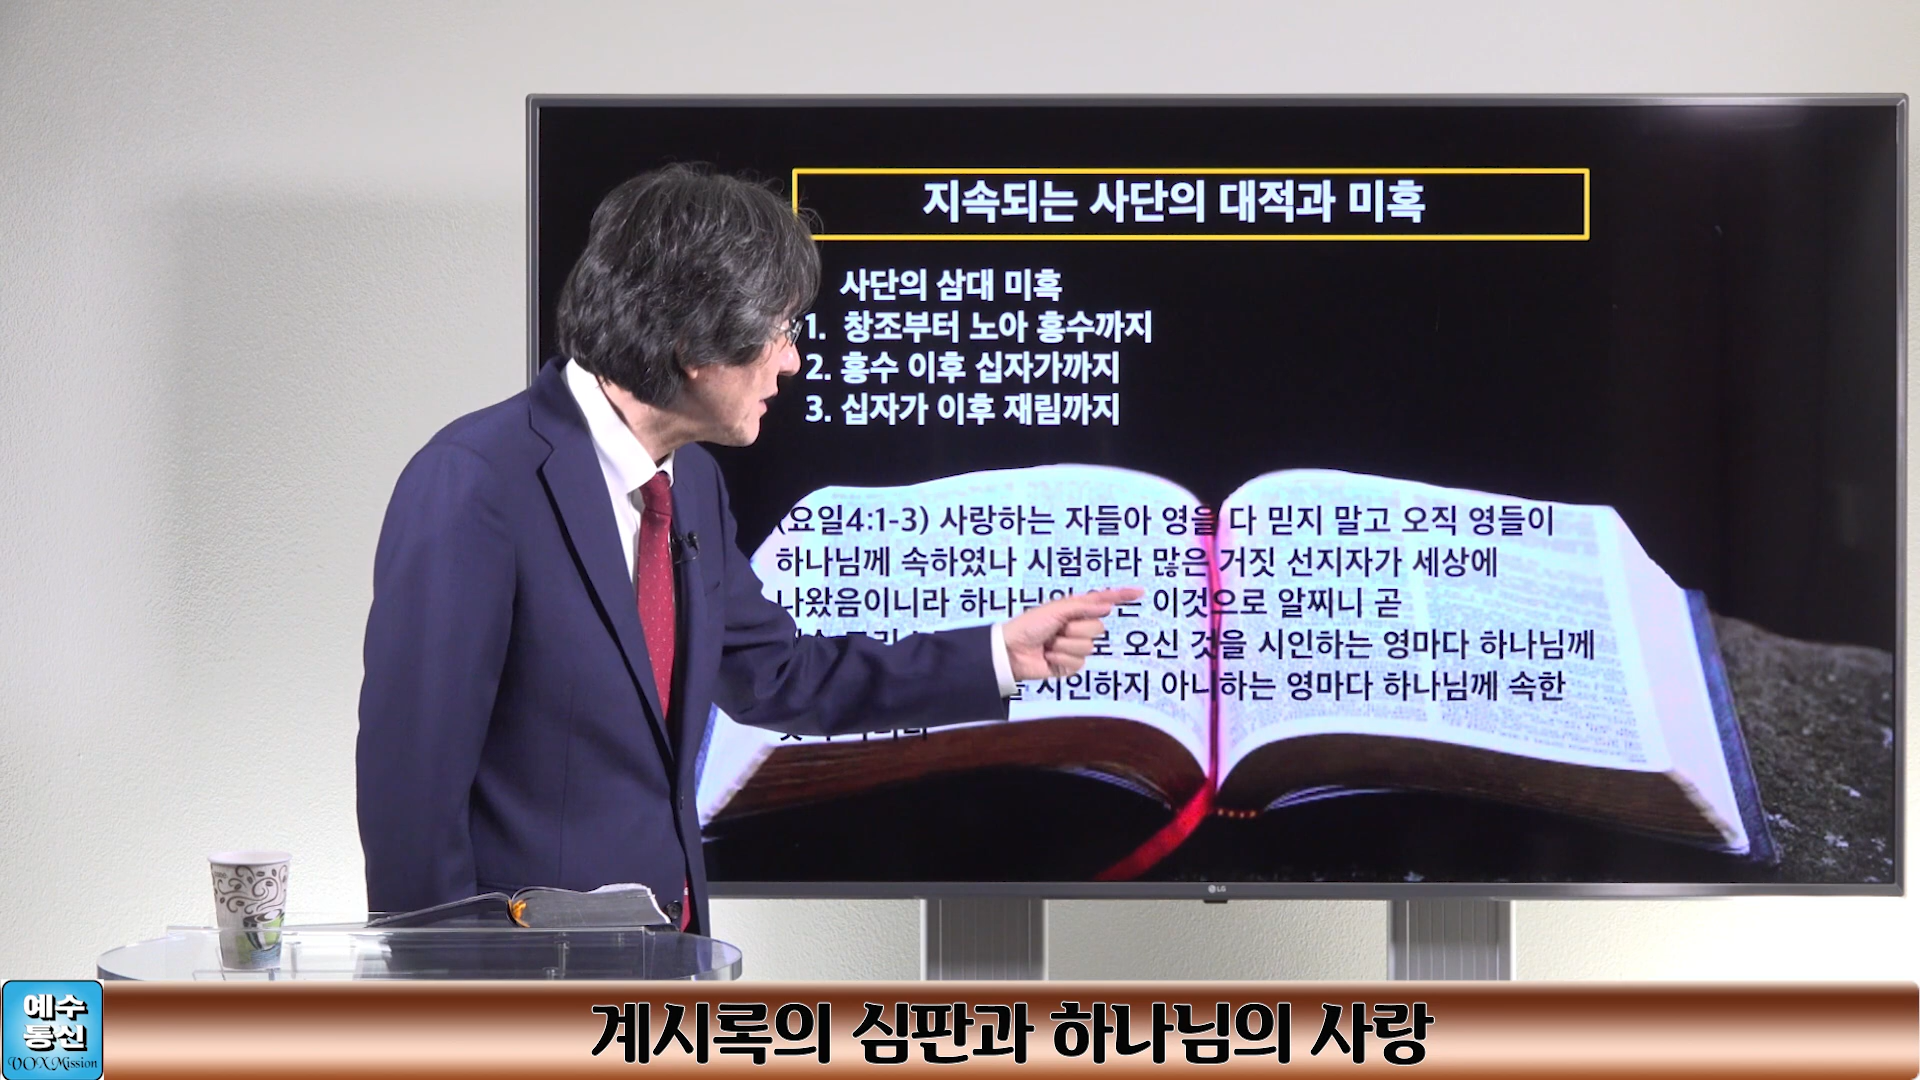 지속되는 사단의 대적과 미혹
사단의 삼대 미혹
1. 창조부터 노아 홍수까지
2. 홍수 이후 십자가까지
3. 십자가 이후 재림까지
(요일4:1-3) 사랑하는 자들아 영을 다 믿지 말고 오직 영들이
하나님께 속하였나 시험하라 많은 거짓 선지자가 세상에
나왔음이니라 하나님의 이것으로 알찌니 곧
오신 것을 시인하는 영마다 하나님께
시인하지 아니하는 영마다 하나님께 속한
LG
예수
통신
VOX Mission
계시록의 심판과 하나님의 사랑